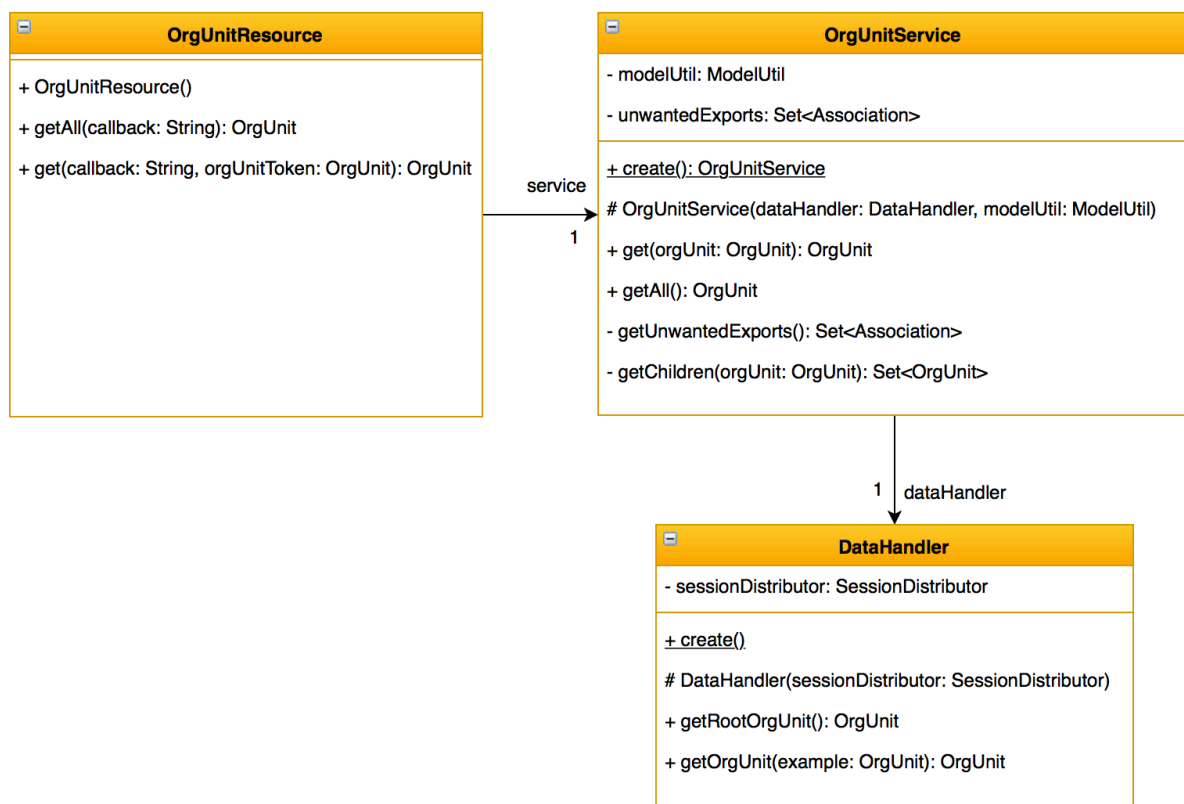 OrgUnitResource
+ OrgUnitResource()
+ getAll(callback: String): OrgUnit
+ get(callback: String, orgUnitToken: OrgUnit): OrgUnit
service
1
OrgUnitService
- modelUtil: ModelUtil
- unwantedExports: Set<Association>
+ create(): OrgUnitService
# OrgUnitService(dataHandler: DataHandler, modelUtil: ModelUtil)
+ get(orgUnit: OrgUnit): OrgUnit
+ getAll(): OrgUnit
- getUnwantedExports(): Set<Association>
- getChildren(orgUnit: OrgUnit): Set<OrgUnit>
1
dataHandler
DataHandler
- sessionDistributor: SessionDistributor
+ create()
# DataHandler(sessionDistributor: SessionDistributor)
+ getRootOrgUnit(): OrgUnit
+ getOrgUnit(example: OrgUnit): OrgUnit